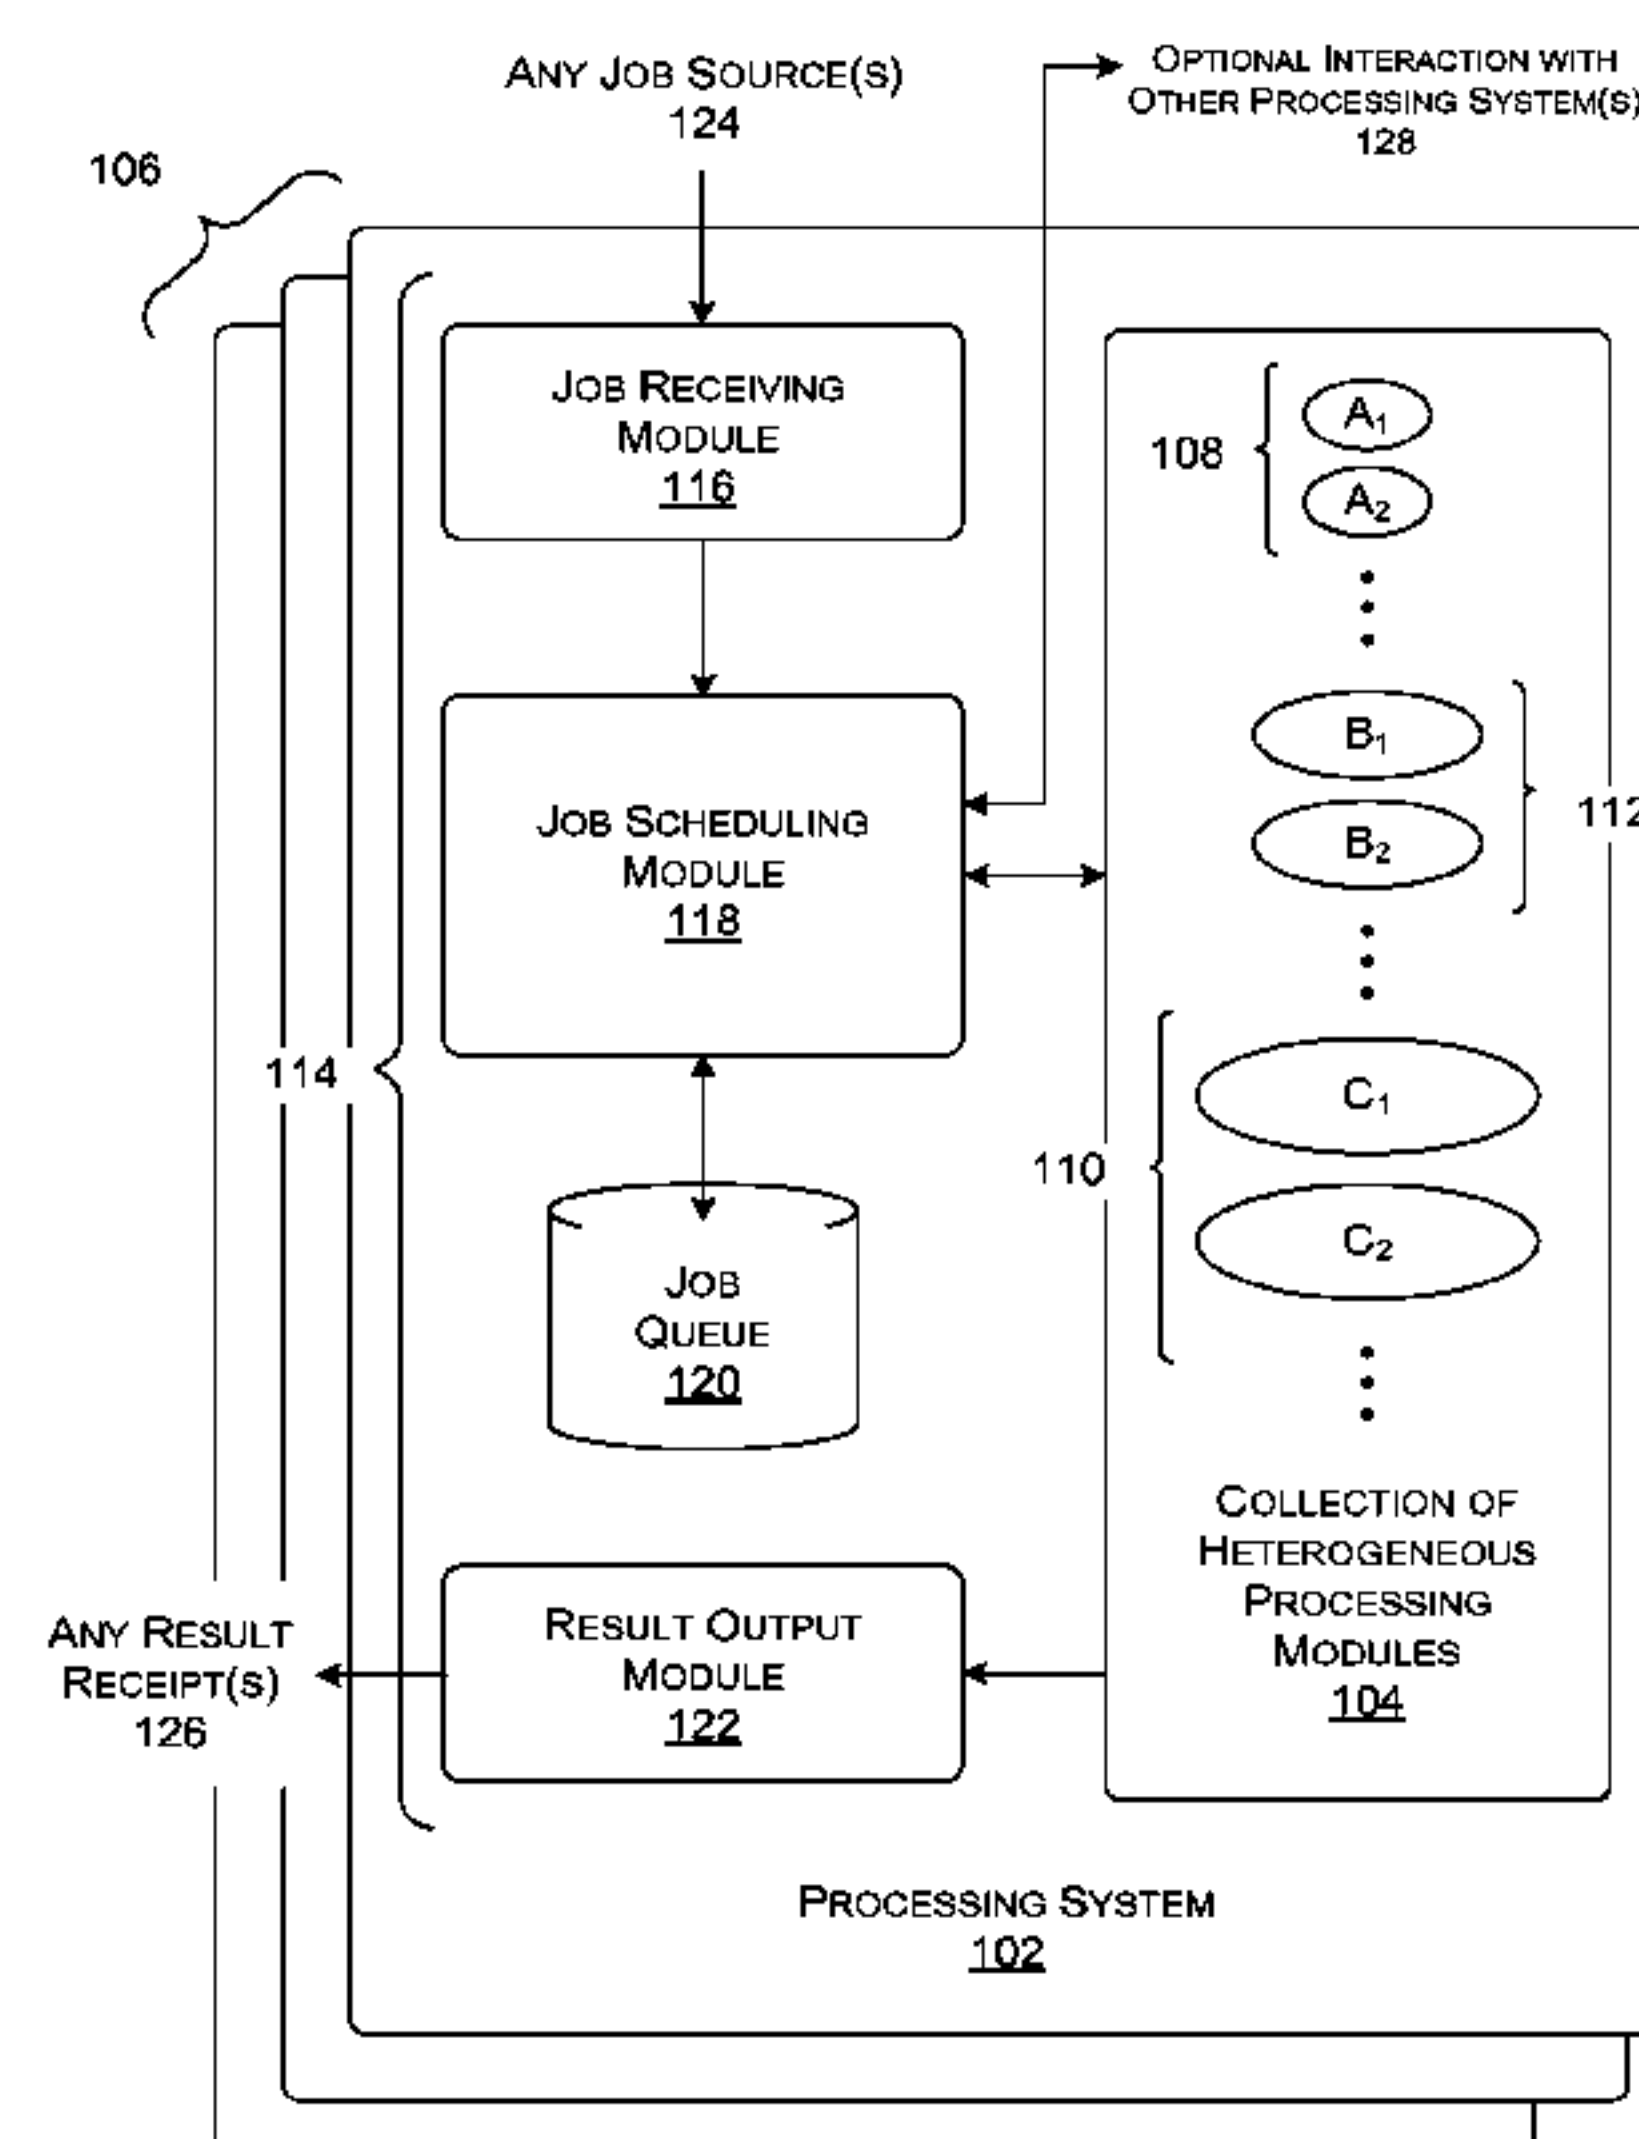 ANY JOB SOURCE(S)
124
OPTIONAL INTERACTION WITH
OTHER PROCESSING SYSTEM(S)
128
106
JOB RECEIVING
MODULE
116
108
A1
A2
B1
B2
112
JOB SCHEDULING
MODULE
118
114
110
C1
C2
JOB
QUEUE
120
COLLECTION OF
HETEROGENEOUS
PROCESSING
MODULES
104
ANY RESULT
RECEIPT(S)
126
RESULT OUTPUT
MODULE
122
PROCESSING SYSTEM
102